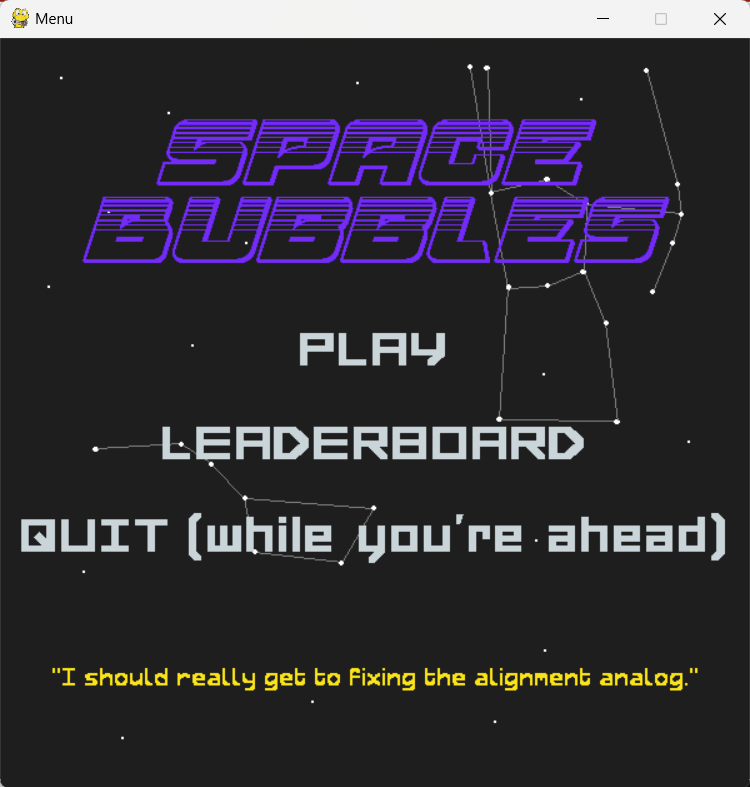 Menu
SPACE
BUBBLES
PLAY
LEADERBOARD
QUIT (while you're ahead)
"I should really get to fixing the alignment analog."